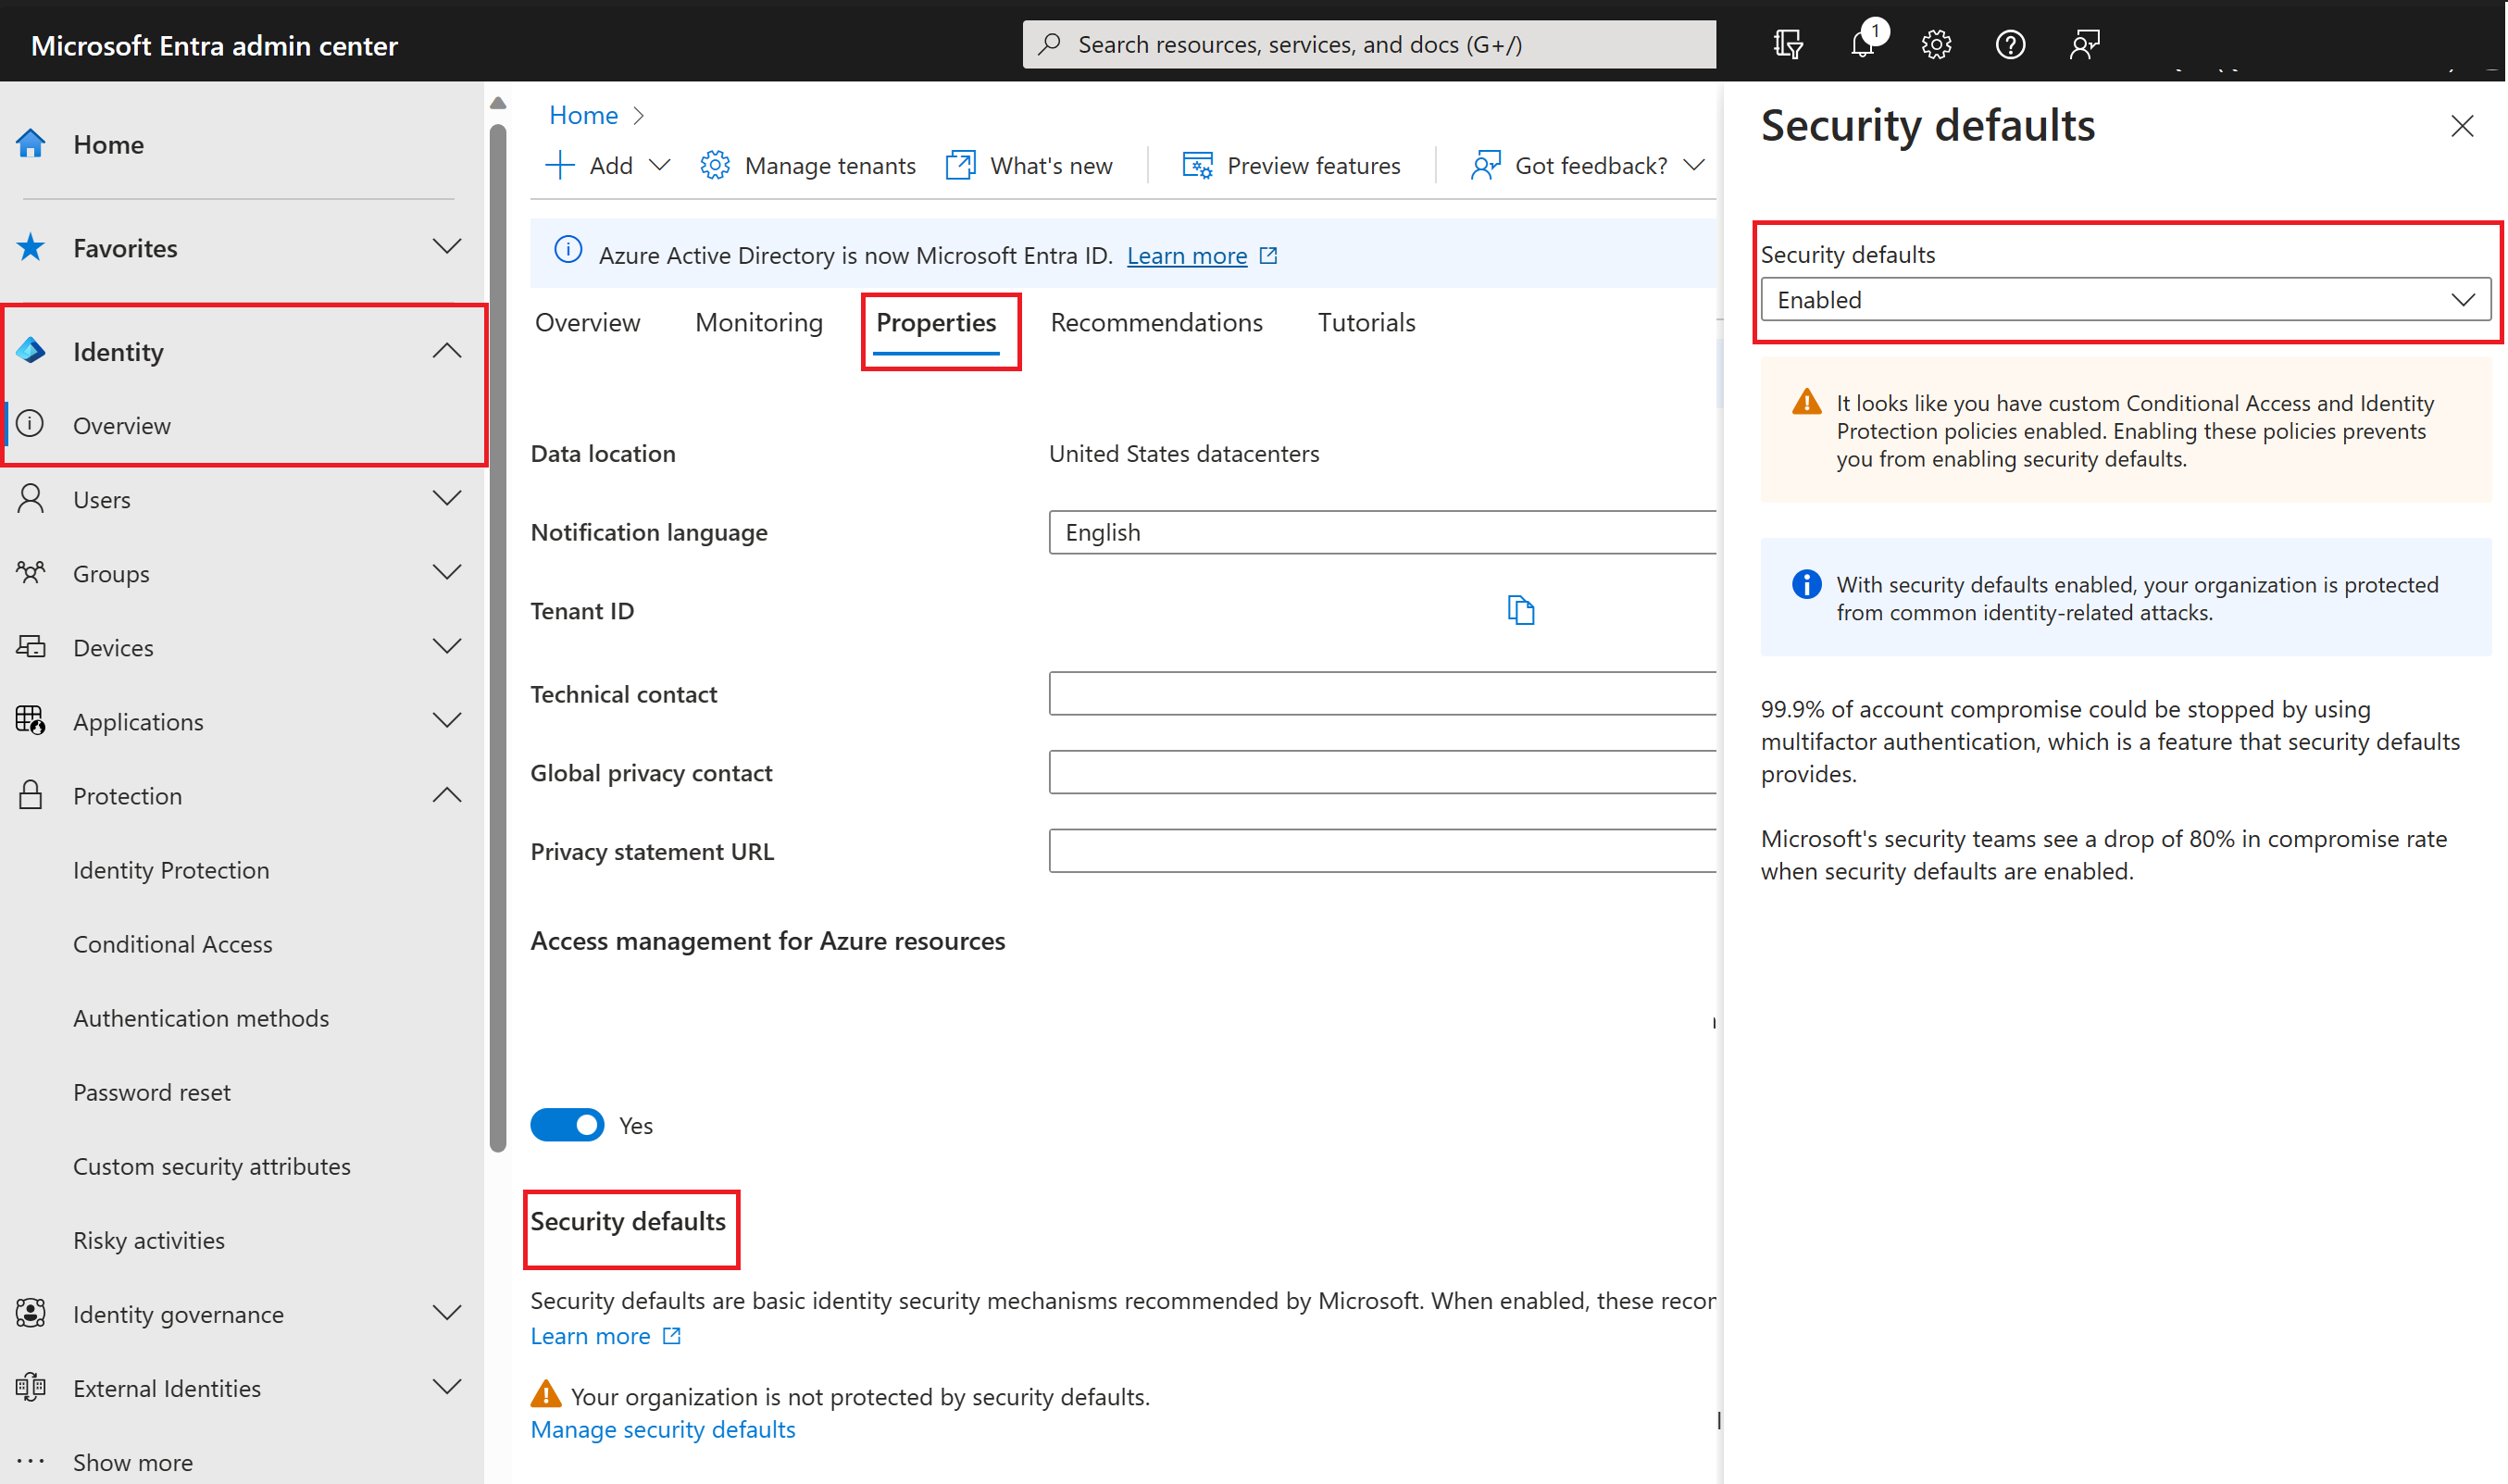 Microsoft Entra admin center
Search resources, services, and docs (G+/)
1
Home
Favorites
Identity
Overview
Users
Groups
Devices
Applications
Protection
Identity Protection
Conditional Access
Authentication methods
Password reset
Custom security attributes
Risky activities
Identity governance
External Identities
Show more
Home
Add
Manage tenants
What's new
Preview features
Got feedback?
Azure Active Directory is now Microsoft Entra ID. Learn more
Overview
Monitoring
Properties
Recommendations
Tutorials
Data location
United States datacenters
Notification language
English
Tenant ID
Technical contact
Global privacy contact
Privacy statement URL
Access management for Azure resources
Yes
Security defaults
Security defaults are basic identity security mechanisms recommended by Microsoft. When enabled, these
Learn more
Your organization is not protected by security defaults.
Manage security defaults
Security defaults
Security defaults
Enabled
It looks like you have custom Conditional Access and Identity
Protection policies enabled. Enabling these policies prevents
you from enabling security defaults.
With security defaults enabled, your organization is protected
from common identity-related attacks.
99.9% of account compromise could be stopped by using
multifactor authentication, which is a feature that security defaults
provides.
Microsoft's security teams see a drop of 80% in compromise rate
when security defaults are enabled.